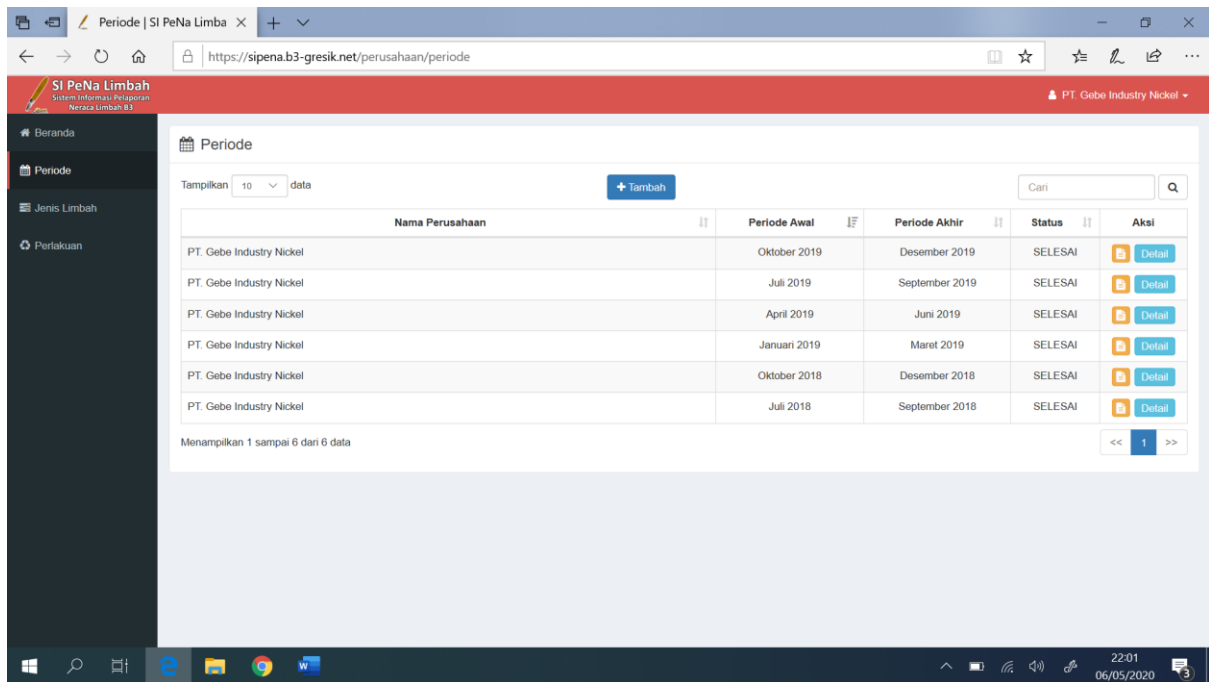 Periode | SI PeNa Limba
https://sipena.b3-gresik.net/perusahaan/periode
SI PeNa Limbah
Sistem Informasi Pelaporan
Neraca Limbah B3
PT. Gebe Industry Nickel
Beranda
Periode
Jenis Limbah
Perlakuan
Periode
Tampilkan 10 data
+ Tambah
Cari
Nama Perusahaan Periode Awal Periode Akhir Status Aksi
PT. Gebe Industry Nickel Oktober 2019 Desember 2019 SELESAI Detail
PT. Gebe Industry Nickel Juli 2019 September 2019 SELESAI Detail
PT. Gebe Industry Nickel April 2019 Juni 2019 SELESAI Detail
PT. Gebe Industry Nickel Januari 2019 Maret 2019 SELESAI Detail
PT. Gebe Industry Nickel Oktober 2018 Desember 2018 SELESAI Detail
PT. Gebe Industry Nickel Juli 2018 September 2018 SELESAI Detail
Menampilkan 1 sampai 6 dari 6 data
<< 1 >>
22:01
06/05/2020
3